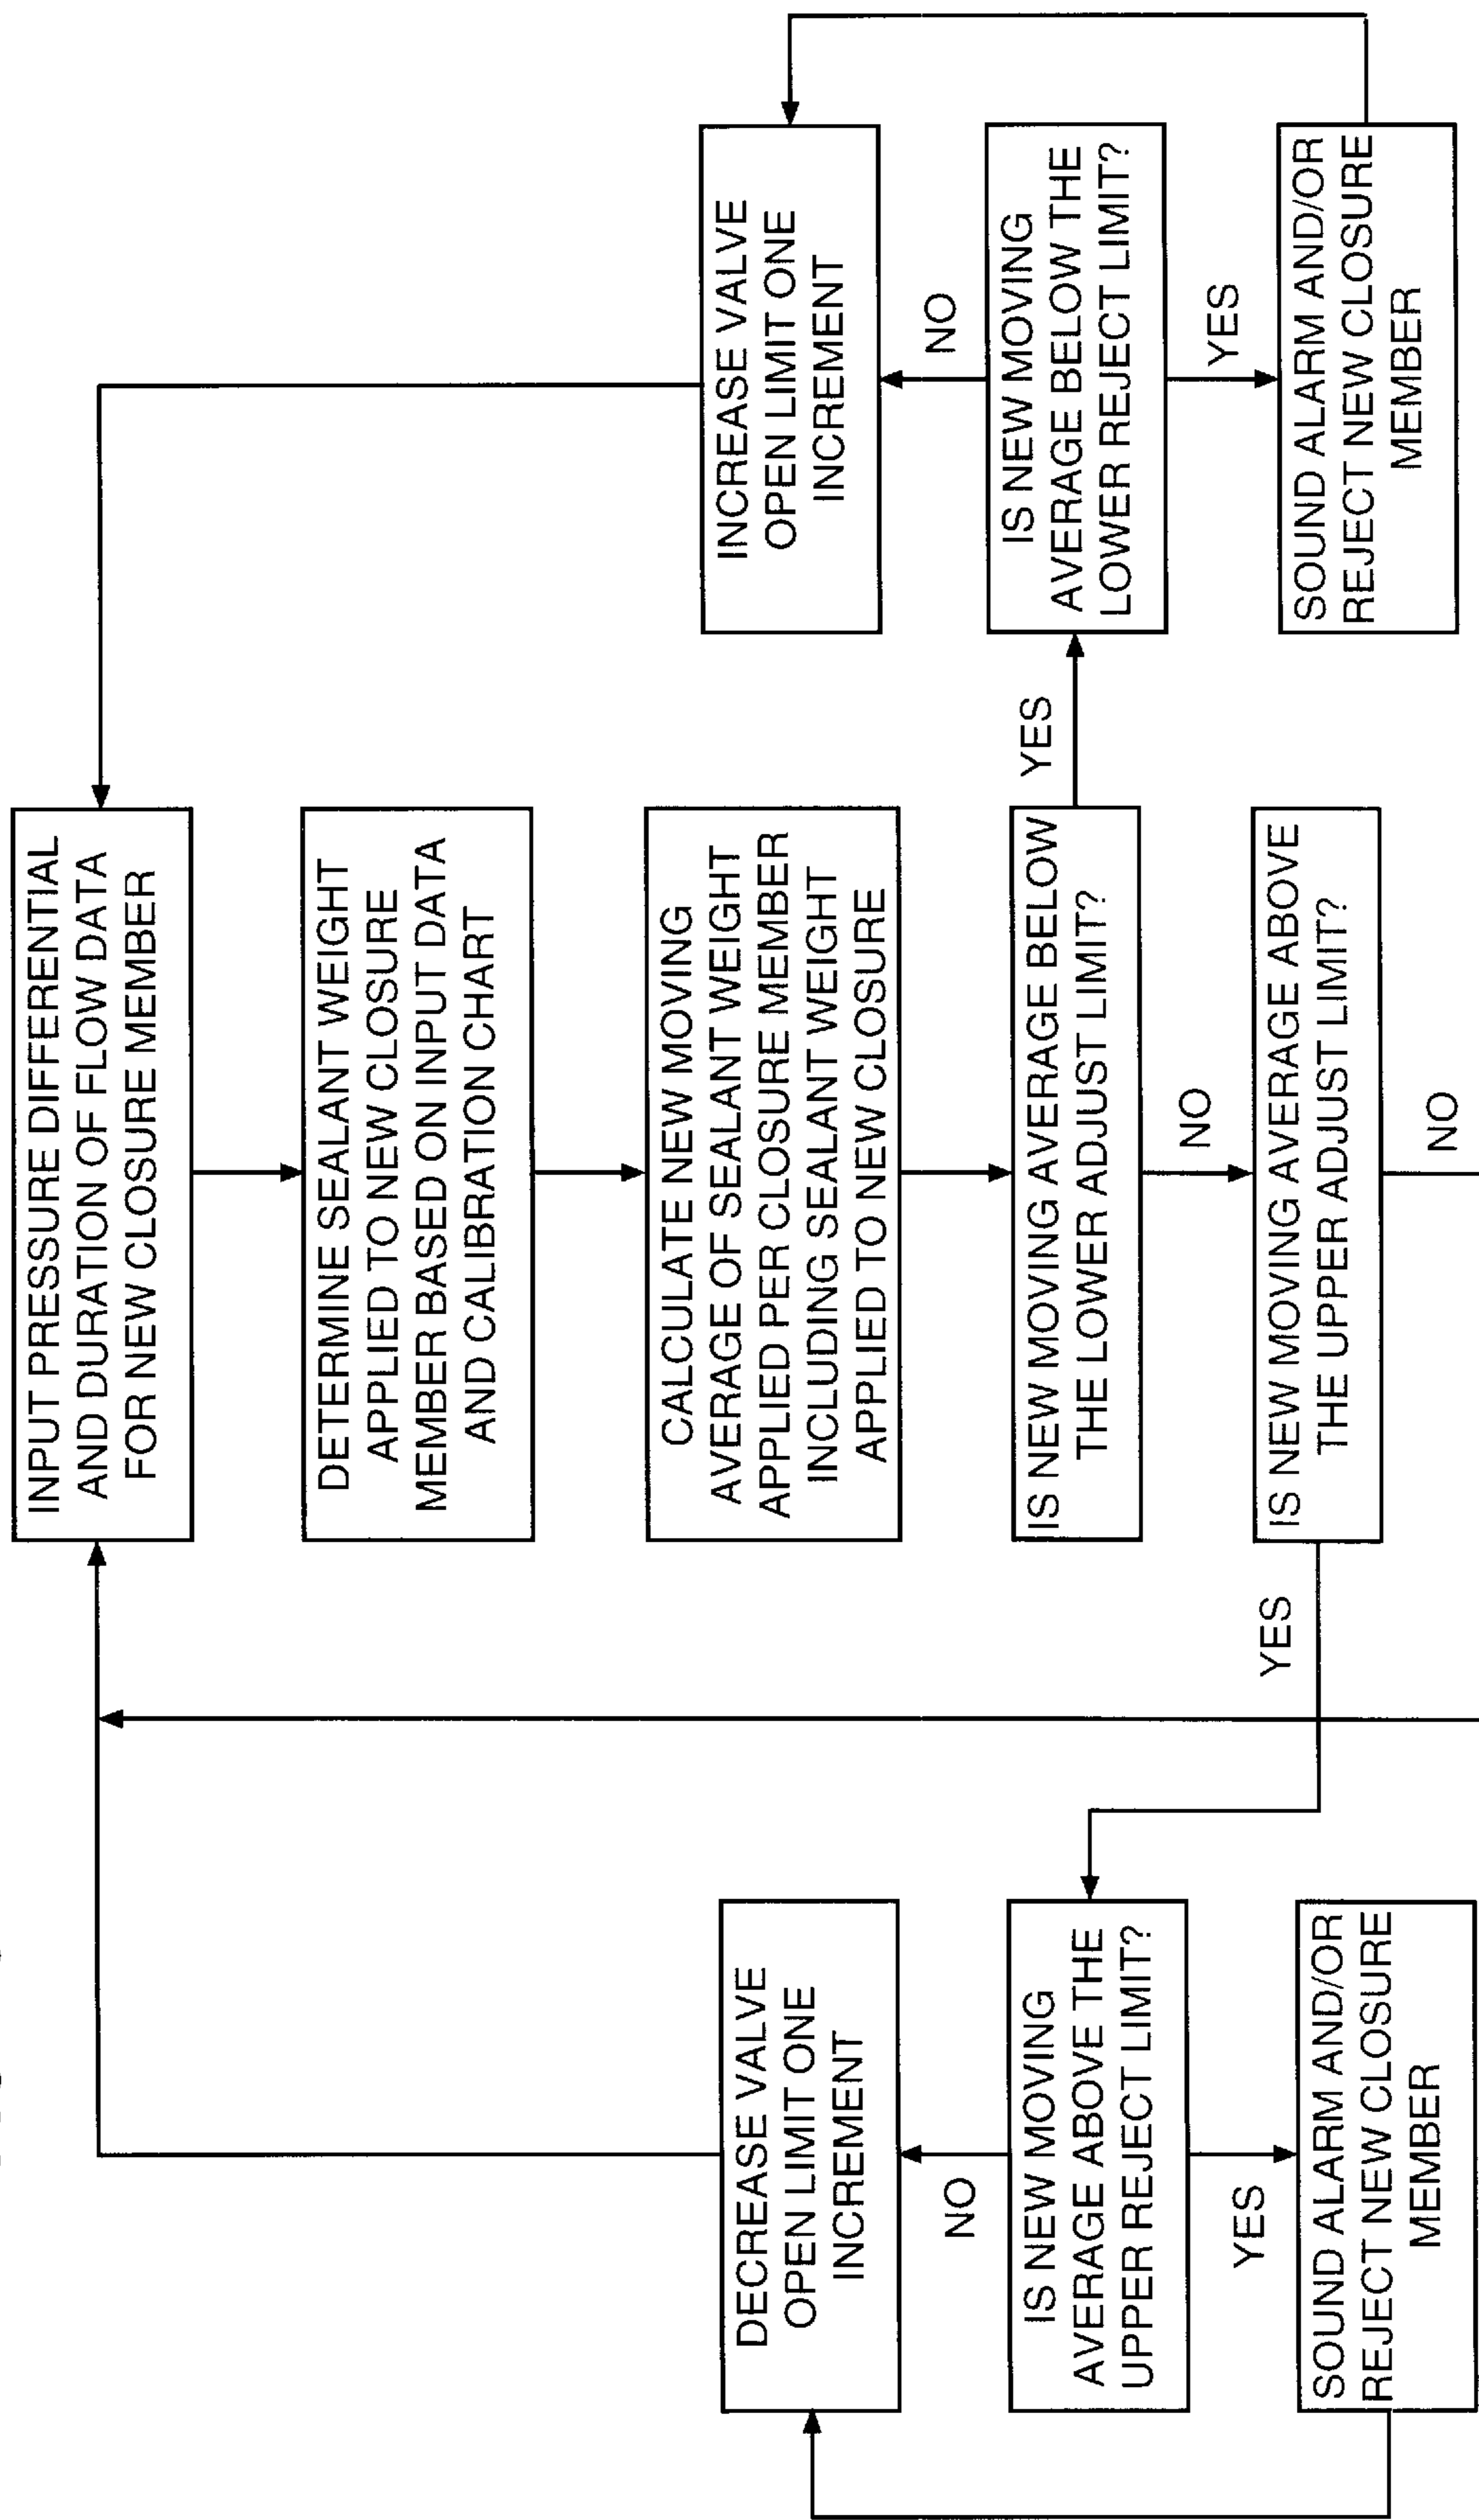 INPUT PRESSURE DIFFERENTIAL
AND DURATION OF FLOW DATA
FOR NEW CLOSURE MEMBER
DETERMINE SEALANT WEIGHT
APPLIED TO NEW CLOSURE
MEMBER BASED ON INPUT DATA
AND CALIBRATION CHART
CALCULATE NEW MOVING
AVERAGE OF SEALANT WEIGHT
APPLIED PER CLOSURE MEMBER
INCLUDING SEALANT WEIGHT
APPLIED TO NEW CLOSURE
IS NEW MOVING AVERAGE BELOW
THE LOWER ADJUST LIMIT?
YES
NO
IS NEW MOVING AVERAGE ABOVE
THE UPPER ADJUST LIMIT?
YES
NO
DECREASE VALVE
OPEN LIMIT ONE
INCREMENT
NO
IS NEW MOVING
AVERAGE ABOVE THE
UPPER REJECT LIMIT?
YES
SOUND ALARM AND/OR
REJECT NEW CLOSURE
MEMBER
INCREASE VALVE
OPEN LIMIT ONE
INCREMENT
NO
IS NEW MOVING
AVERAGE BELOW THE
LOWER REJECT LIMIT?
YES
SOUND ALARM AND/OR
REJECT NEW CLOSURE
MEMBER